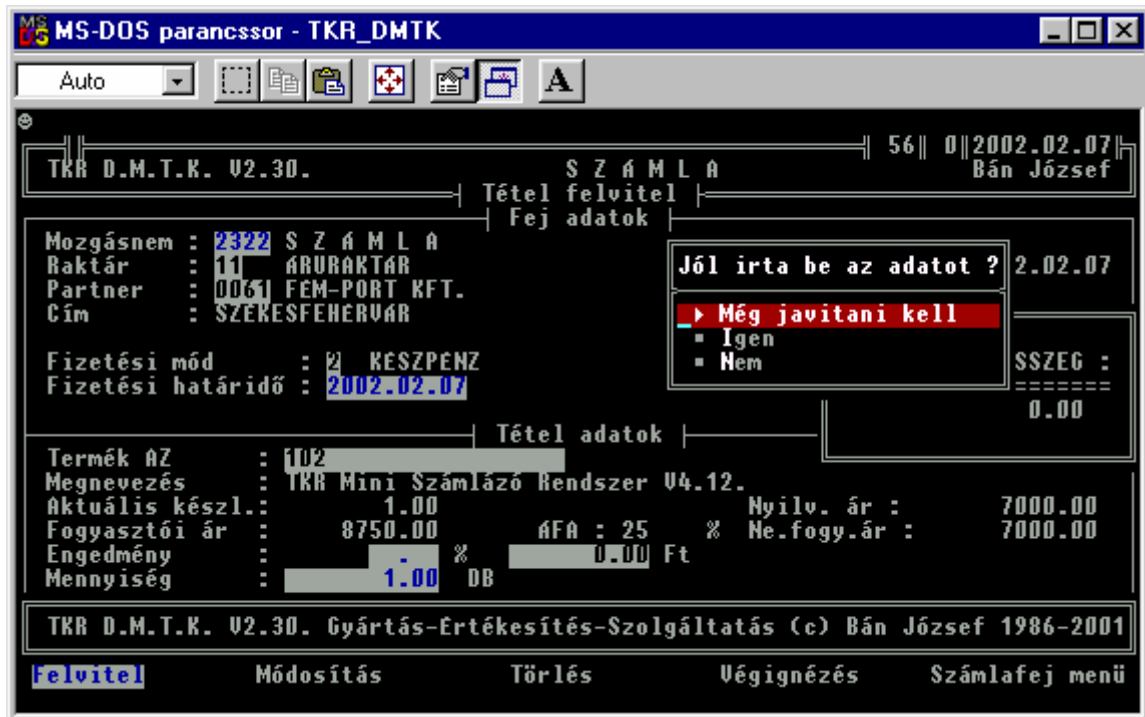 MS-DOS parancssor - TKR_DMTK
Auto
56 0 2002.02.07
TKR D.M.T.K. V2.30. S Z Á M L A Bán József
Tétel felvitel
Fej adatok
Mozgásnem : 2322 S Z Á M L A
Raktár : 11 ÁRURAKTÁR
Partner : 0061 FÉM-PORT KFT.
Cím : SZÉKESFEHÉRVÁR
Jól irta be az adatot ? 2.02.07
▸ Még javitani kell
▪ Igen
▪ Nem
Fizetési mód : 2 KÉSZPÉNZ
Fizetési határidő : 2002.02.07
SSZEG :
=======
0.00
Tétel adatok
Termék AZ : 102
Megnevezés : TKR Mini Számlázó Rendszer V4.12.
Aktuális készl.: 1.00 Nyilv. ár : 7000.00
Fogyasztói ár : 8750.00 ÁFA : 25 % Ne.fogy.ár : 7000.00
Engedmény : . % 0.00 Ft
Mennyiség : 1.00 DB
TKR D.M.T.K. V2.30. Gyártás-Értékesítés-Szolgáltatás (c) Bán József 1986-2001
Felvitel Módosítás Törlés Végignézés Számlafej menü